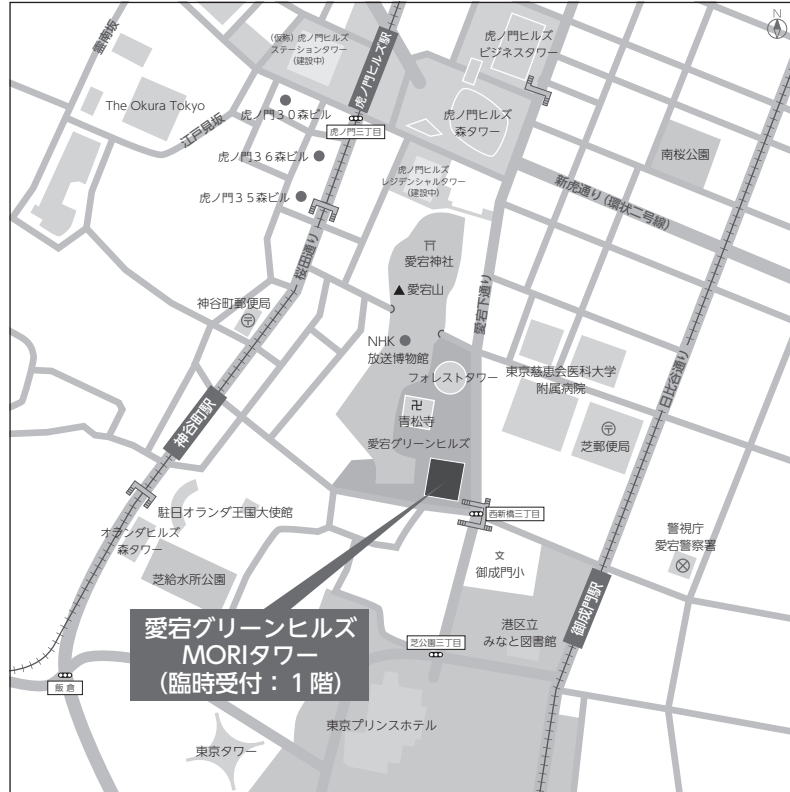 N
霊南坂
(仮称) 虎ノ門ヒルズ
ステーションタワー
(建設中)
虎ノ門ヒルズ駅
虎ノ門ヒルズ
ビジネスタワー
The Okura Tokyo
虎ノ門30森ビル
虎ノ門三丁目
虎ノ門ヒルズ
森タワー
江戸見坂
虎ノ門36森ビル
虎ノ門ヒルズ
レジデンシャルタワー
(建設中)
南桜公園
虎ノ門35森ビル
新虎通り (環状二号線)
桜田通り
愛宕神社
愛宕山
愛宕下通り
神谷町郵便局
NHK
放送博物館
フォレストタワー
東京慈恵会医科大学
附属病院
日比谷通り
青松寺
神谷町駅
愛宕グリーンヒルズ
芝郵便局
駐日オランダ王国大使館
西新橋三丁目
オランダヒルズ
森タワー
警視庁
愛宕警察署
文
御成門小
芝給水所公園
御成門駅
愛宕グリーンヒルズ
MORIタワー
(臨時受付:1階)
港区立
みなと図書館
芝公園三丁目
飯倉
東京プリンスホテル
東京タワー